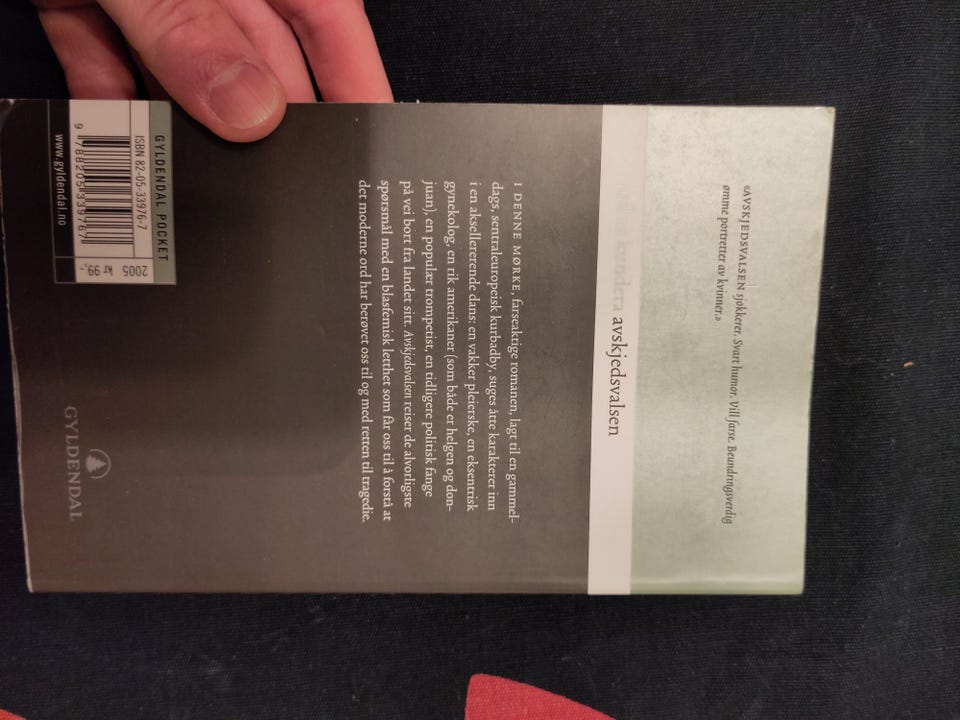 «AVSKJEDSVALSEN sjokkerer. Svart humor. Vill farse. Beundringsverdig
ømme portretter av kvinner.»
kundera avskjedsvalsen
I DENNE MØRKE, farseaktige romanen, lagt til en gammel-
dags, sentraleuropeisk kurbadby, suges åtte karakterer inn
i en aksellererende dans: en vakker pleierske, en eksentrisk
gynekolog, en rik amerikaner (som både er helgen og don-
juan), en populær trompetist, en tidligere politisk fange
på vei bort fra landet sitt. Avskjedsvalsen reiser de alvorligste
spørsmål med en blasfemisk letthet som får oss til å forstå at
det moderne ord har berøvet oss til og med retten til tragedie.
GYLDENDAL POCKET
ISBN 82-05-33976-7
2005 kr 99,-
9 788205 339767
www.gyldendal.no
GYLDENDAL